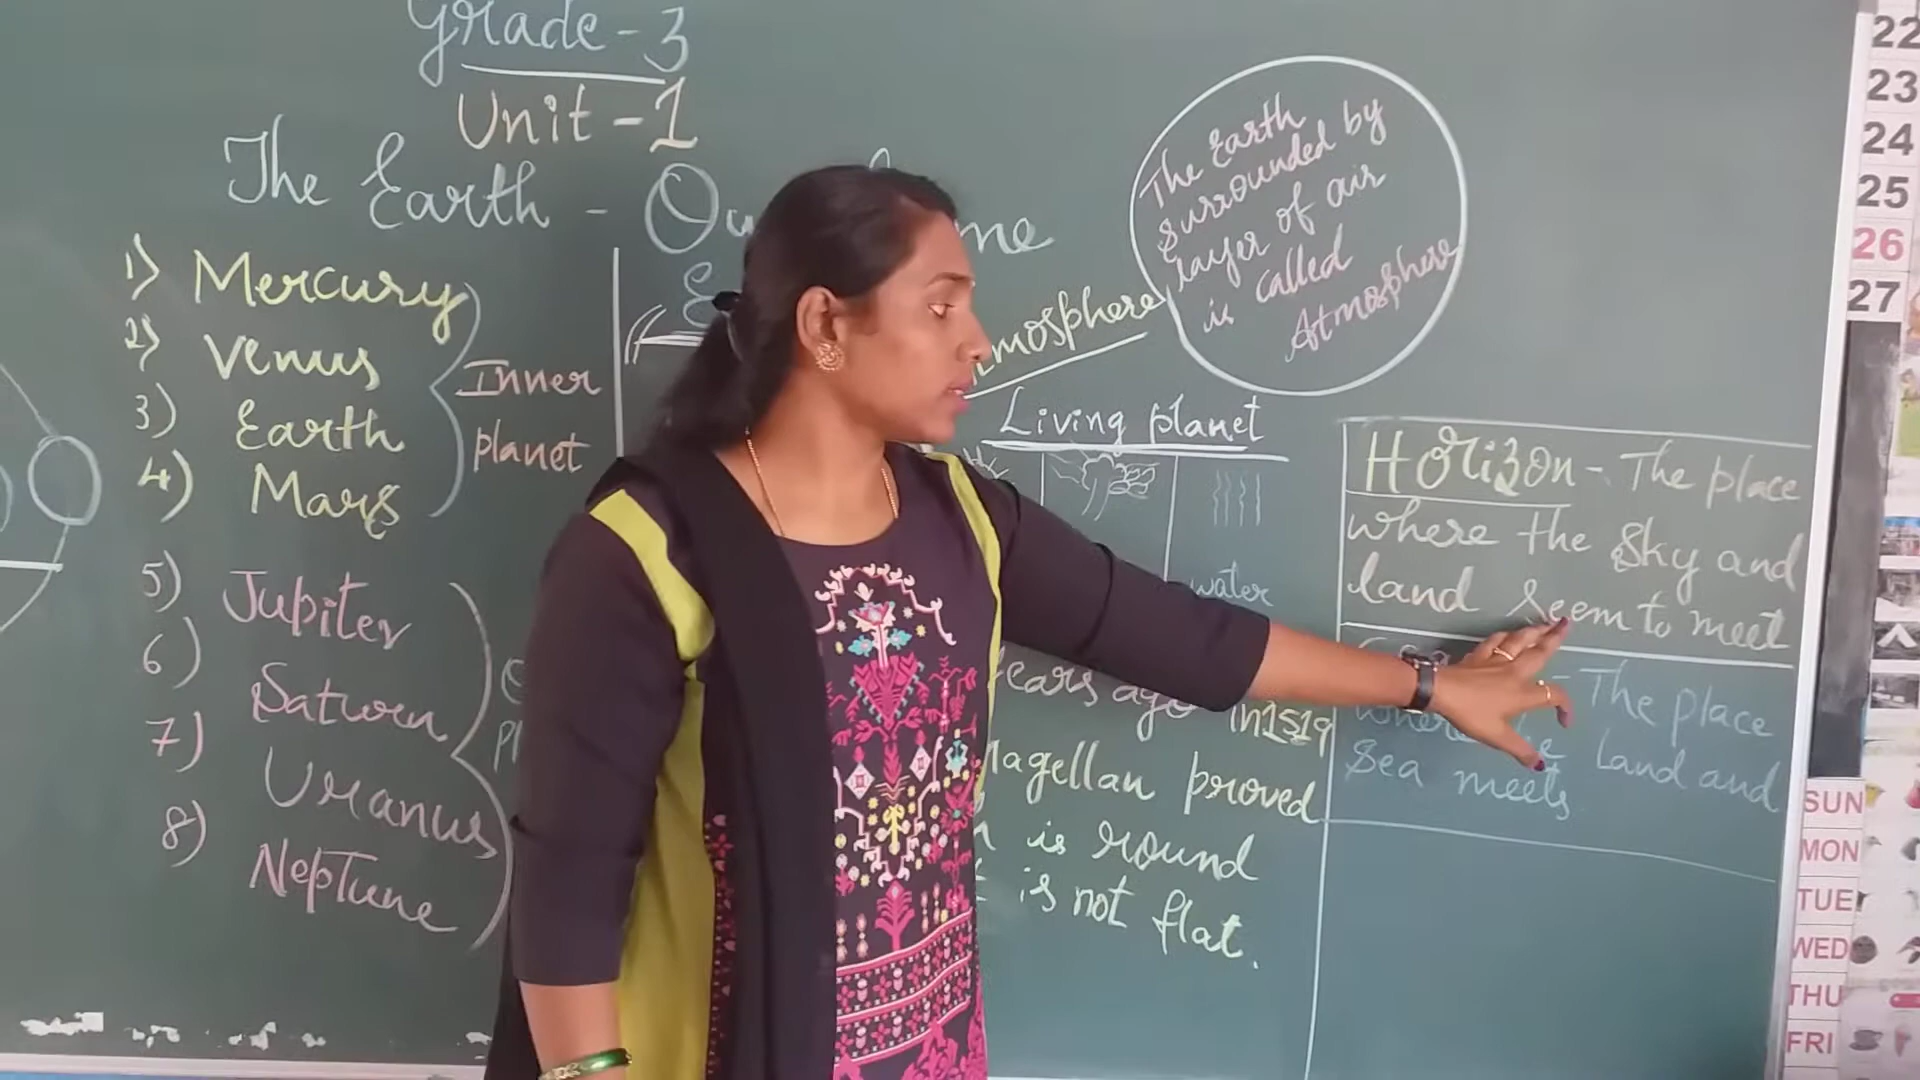 Grade-3
Unit-1
The Earth - Ou me
1) Mercury
2) Venus
3) Earth
4) Mars
Inner
planet
5) Jupiter
6) Saturn
7) Uranus
8) Neptune
mosphere
The Earth
surrounded by
layer of air
is called
Atmosphere
Living planet
water
years ago in 1519
Magellan proved
is round
is not flat.
Horizon - The place
where the Sky and
land seem to meet
- The place
where Land and
Sea meets
22
23
24
25
26
27
SUN
MON
TUE
WED
THU
FRI